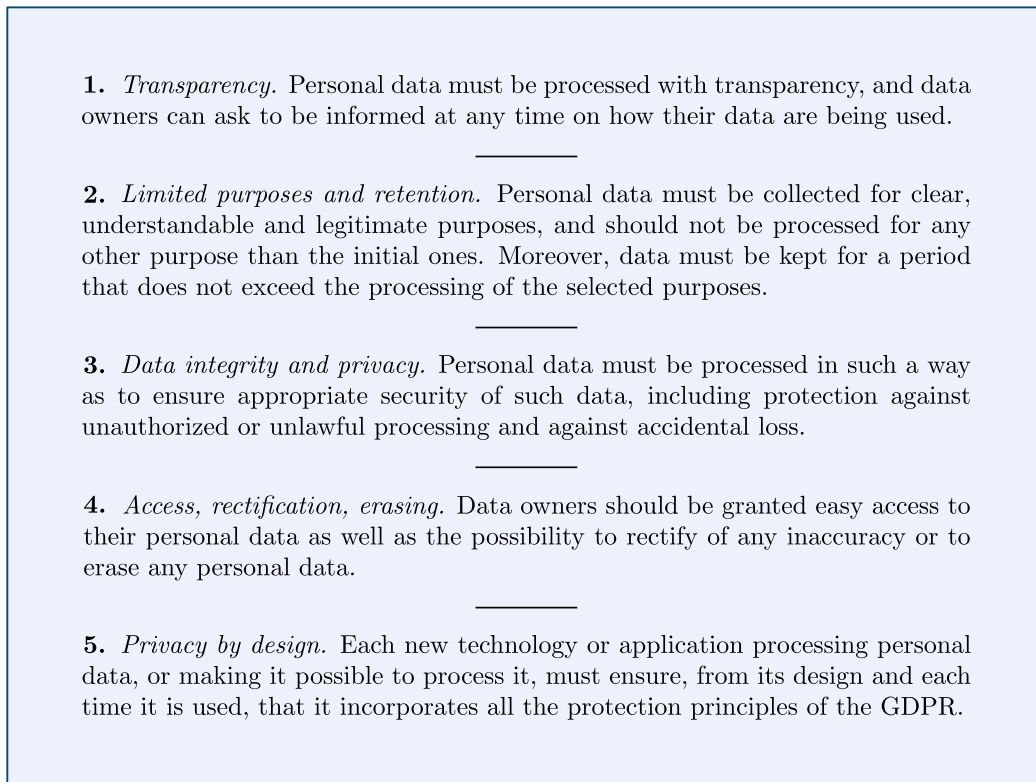 1. Transparency. Personal data must be processed with transparency, and data
owners can ask to be informed at any time on how their data are being used.
2. Limited purposes and retention. Personal data must be collected for clear,
understandable and legitimate purposes, and should not be processed for any
other purpose than the initial ones. Moreover, data must be kept for a period
that does not exceed the processing of the selected purposes.
3. Data integrity and privacy. Personal data must be processed in such a way
as to ensure appropriate security of such data, including protection against
unauthorized or unlawful processing and against accidental loss.
4. Access, rectification, erasing. Data owners should be granted easy access to
their personal data as well as the possibility to rectify of any inaccuracy or to
erase any personal data.
5. Privacy by design. Each new technology or application processing personal
data, or making it possible to process it, must ensure, from its design and each
time it is used, that it incorporates all the protection principles of the GDPR.